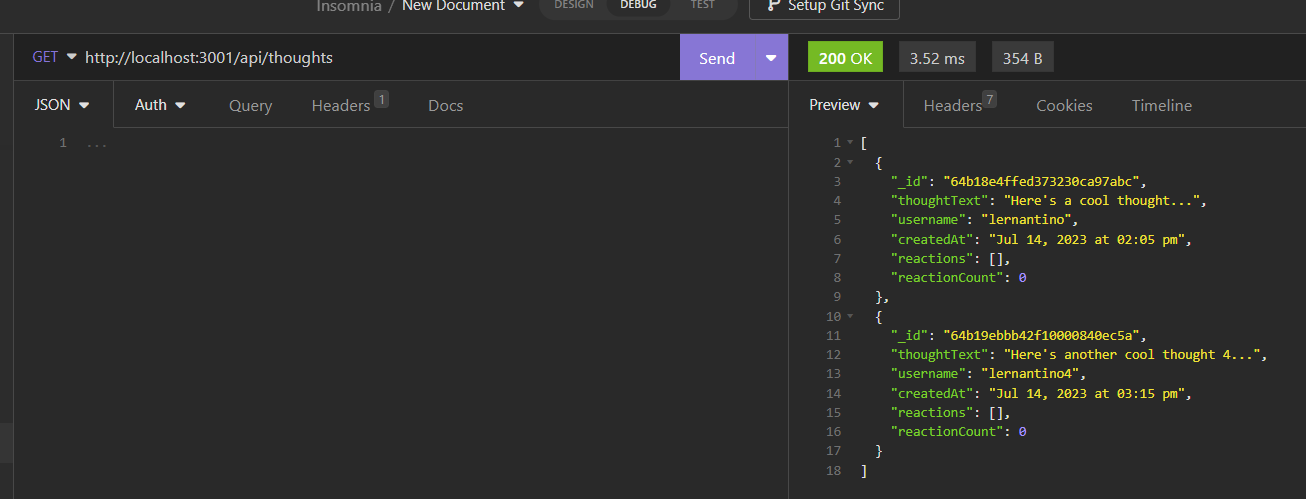 Insomnia / New Document DESIGN DEBUG TEST Setup Git Sync
GET http://localhost:3001/api/thoughts Send 200 OK 3.52 ms 354 B
JSON Auth Query Headers 1 Docs
Preview Headers 7 Cookies Timeline
1 ...
1 [
2 {
3 "_id": "64b18e4ffed373230ca97abc",
4 "thoughtText": "Here's a cool thought...",
5 "username": "lernantino",
6 "createdAt": "Jul 14, 2023 at 02:05 pm",
7 "reactions": [],
8 "reactionCount": 0
9 },
10 {
11 "_id": "64b19ebbb42f10000840ec5a",
12 "thoughtText": "Here's another cool thought 4...",
13 "username": "lernantino4",
14 "createdAt": "Jul 14, 2023 at 03:15 pm",
15 "reactions": [],
16 "reactionCount": 0
17 }
18 ]